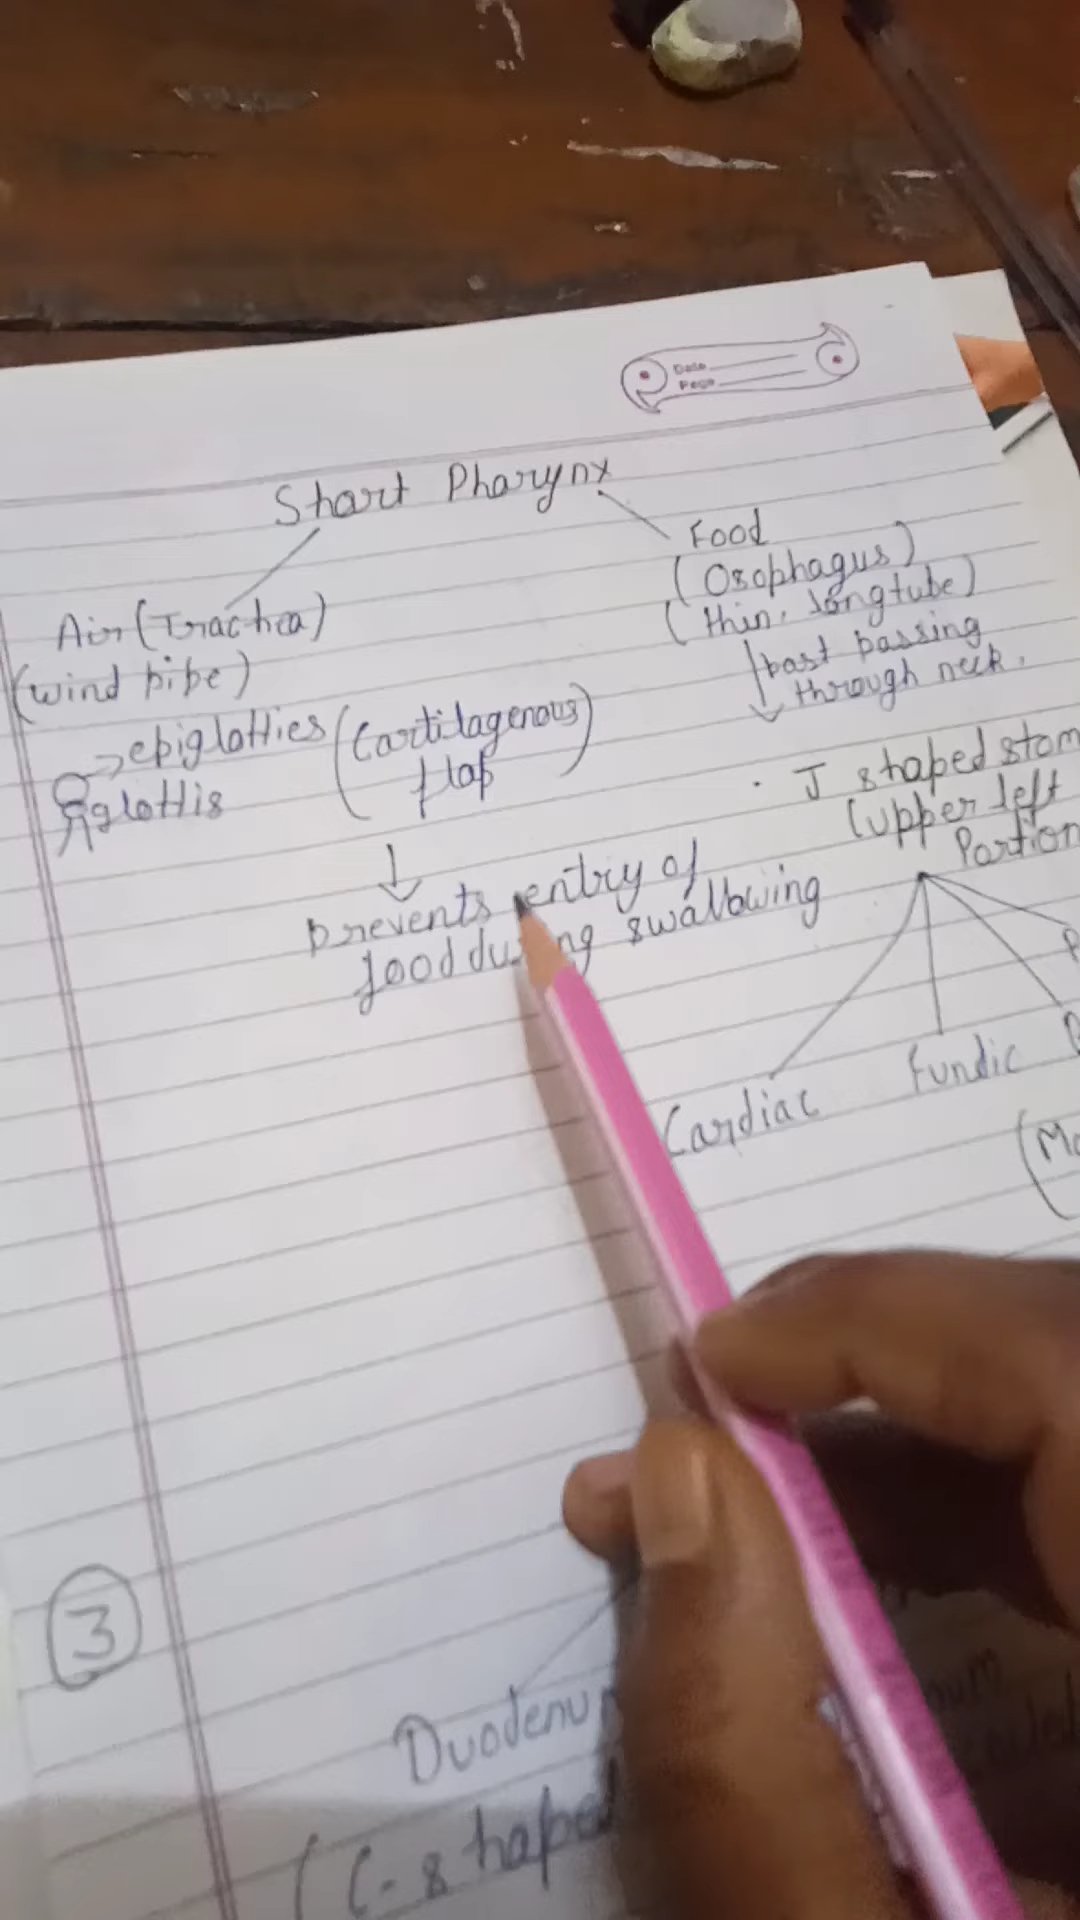 Date
Page
Short Pharynx
Food
(Osophagus)
(thin, long tube)
past passing
through neck.
Air (Trachea)
(wind pipe)
epiglotties (Cartilagenous
flap)
glottis
prevents entry of
food during swallowing
J shaped stom
(upper left
Portion
Cardiac
Fundic
(Mo
3
Duodenu
(C-shaped